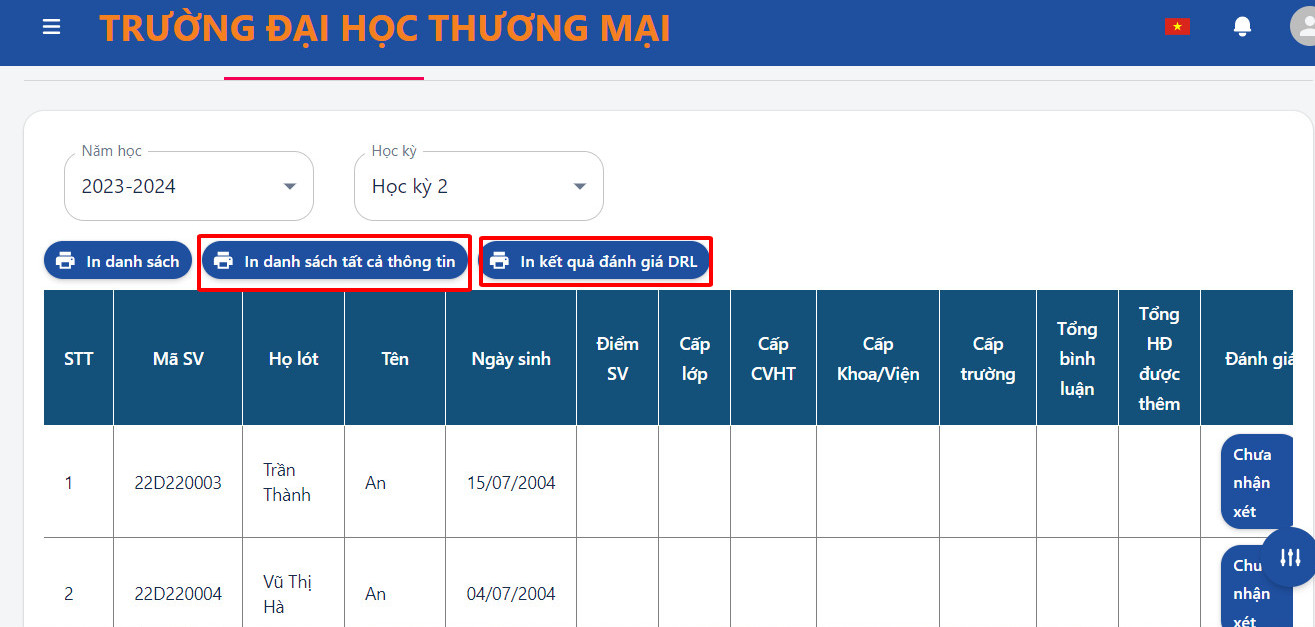 TRƯỜNG ĐẠI HỌC THƯƠNG MẠI
Năm học
2023-2024
Học kỳ
Học kỳ 2
In danh sách
In danh sách tất cả thông tin
In kết quả đánh giá DRL
STT
Mã SV
Họ lót
Tên
Ngày sinh
Điểm
SV
Cấp
lớp
Cấp
CVHT
Cấp
Khoa/Viện
Cấp
trường
Tổng
bình
luận
Tổng
HĐ
được
thêm
Đánh giá
1
22D220003
Trần
Thành
An
15/07/2004
Chưa
nhận
xét
2
22D220004
Vũ Thị
Hà
An
04/07/2004
Chư
nhận
xét